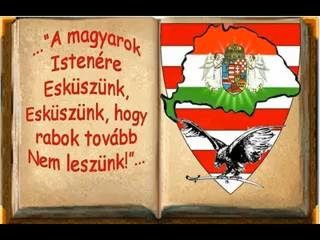 ..."A magyarok
Istenére
Esküszünk,
Esküszünk, hogy
rabok tovább
Nem leszünk!"...